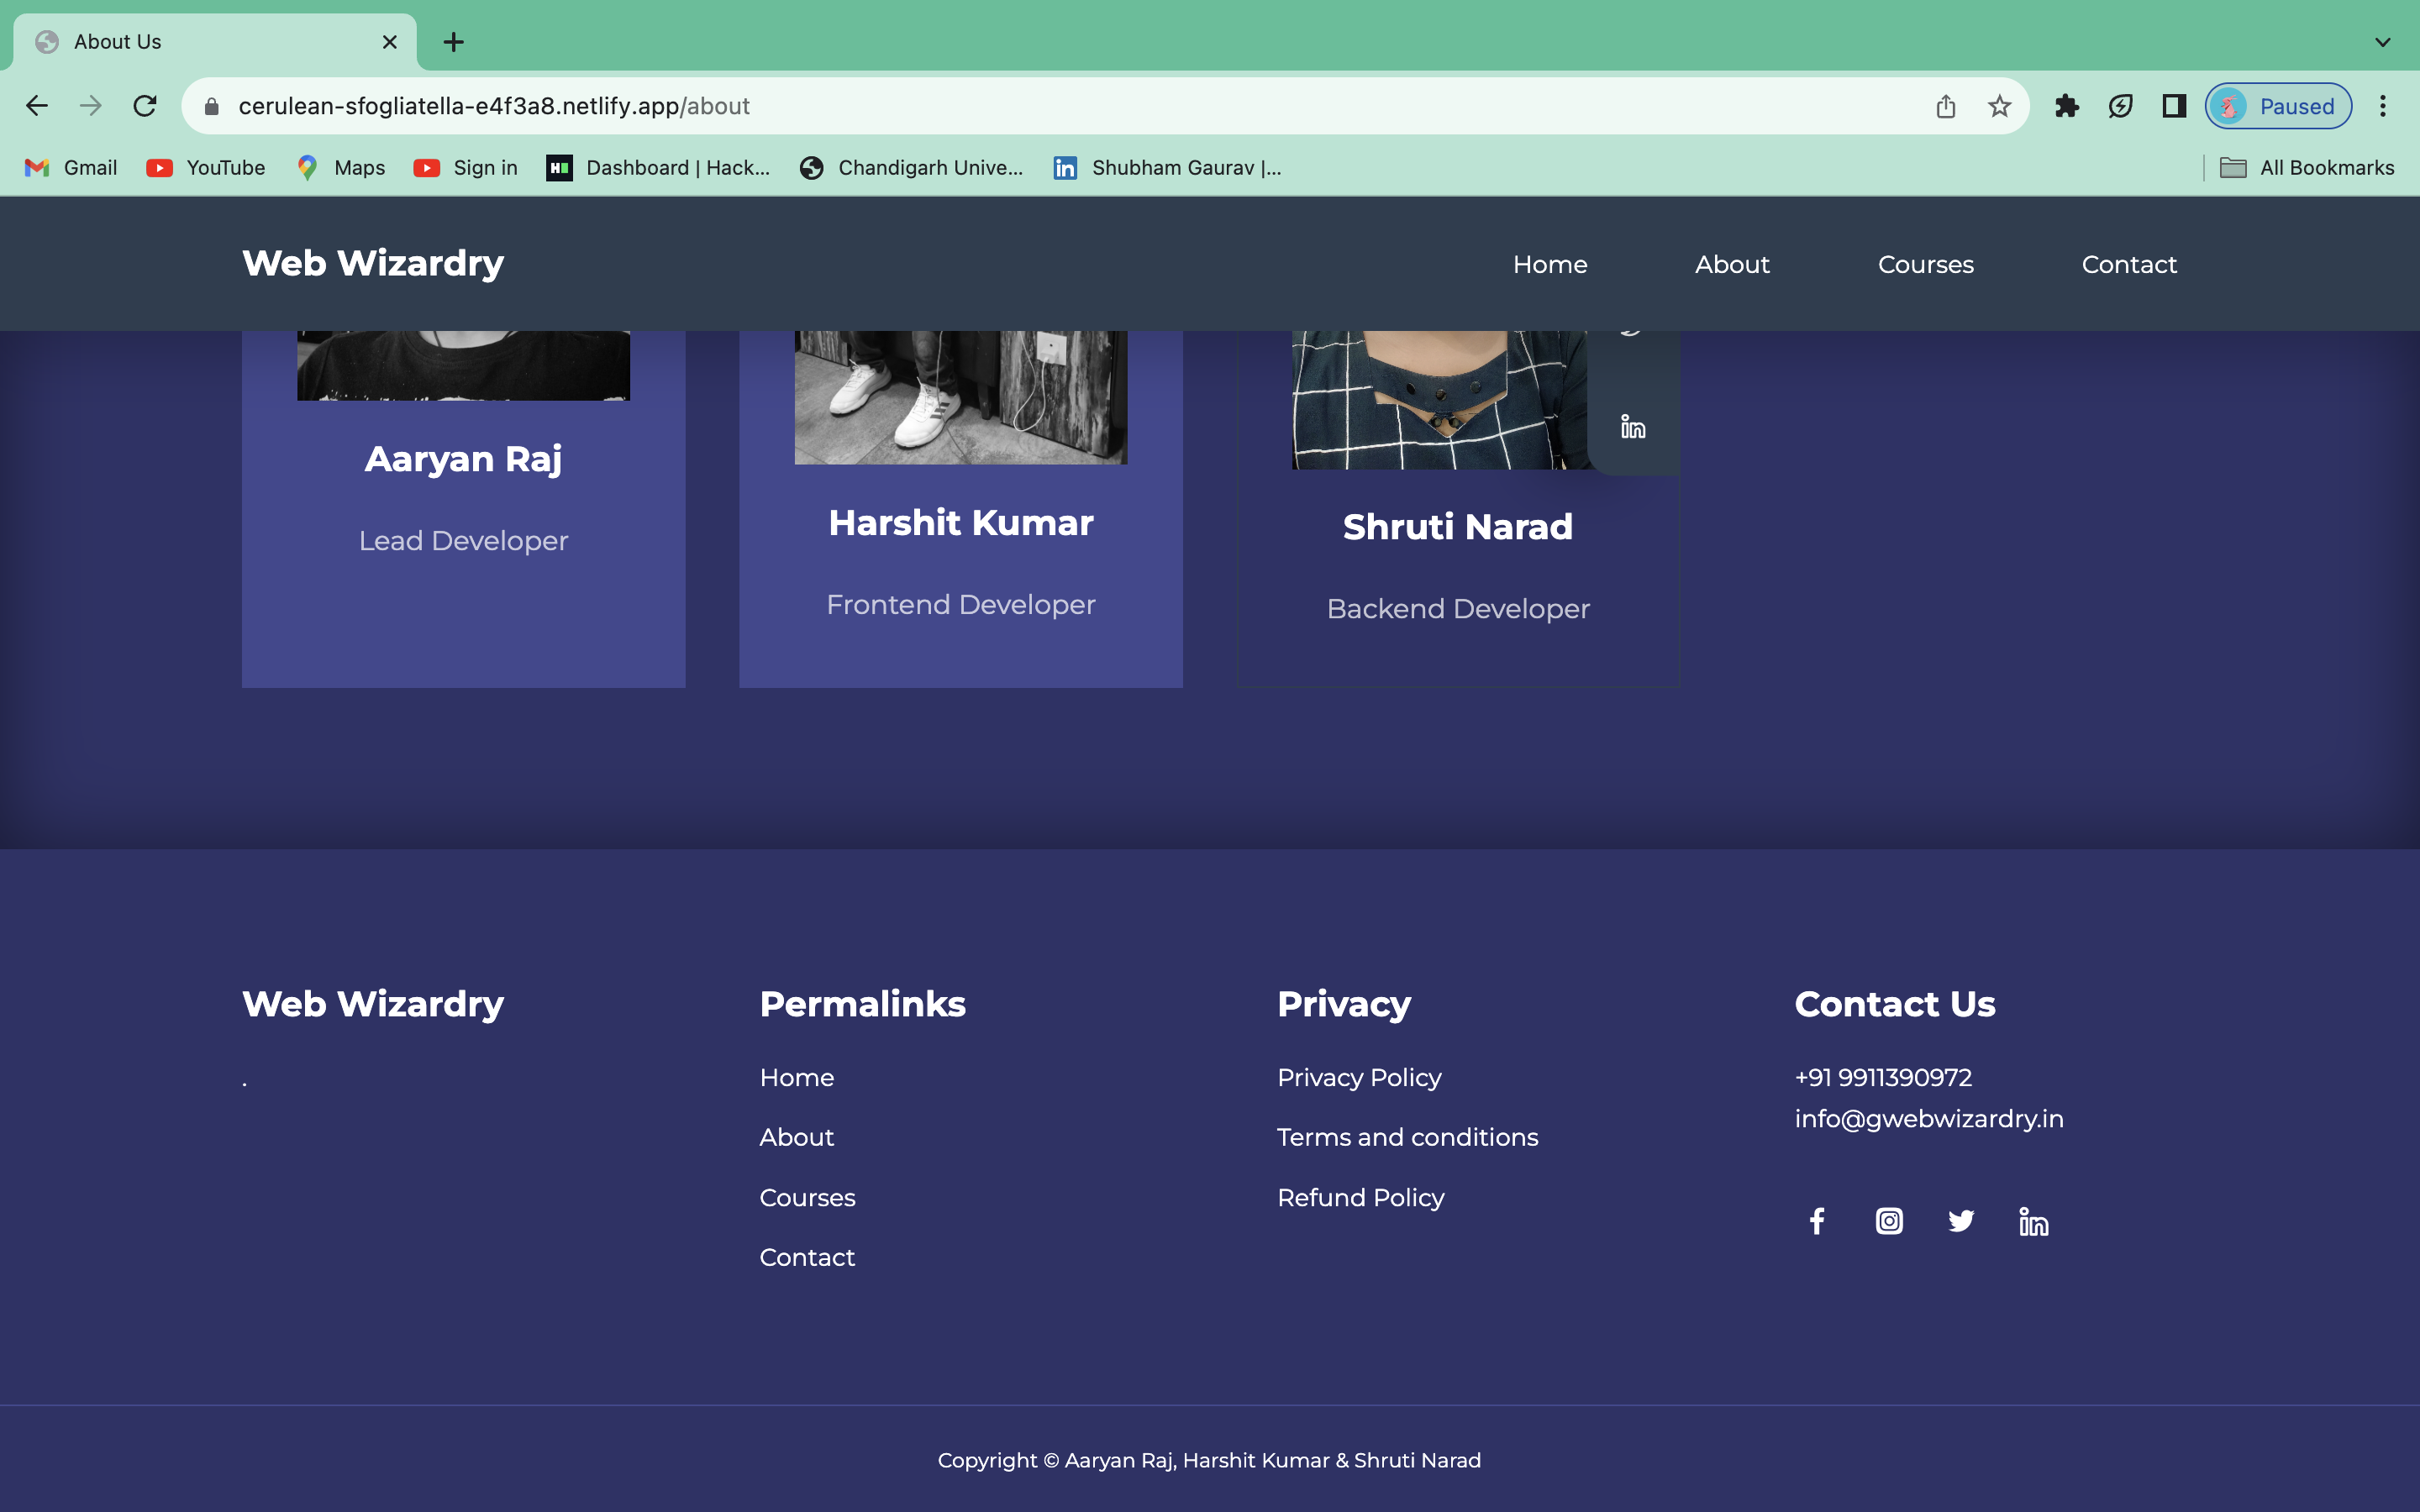 About Us
cerulean-sfogliatella-e4f3a8.netlify.app/about
Paused
Gmail YouTube Maps Sign in Dashboard | Hack... Chandigarh Unive... Shubham Gaurav |... All Bookmarks
Web Wizardry Home About Courses Contact
Aaryan Raj
Lead Developer
Harshit Kumar
Frontend Developer
Shruti Narad
Backend Developer
Web Wizardry
.
Permalinks
Home
About
Courses
Contact
Privacy
Privacy Policy
Terms and conditions
Refund Policy
Contact Us
+91 9911390972
info@gwebwizardry.in
Copyright © Aaryan Raj, Harshit Kumar & Shruti Narad